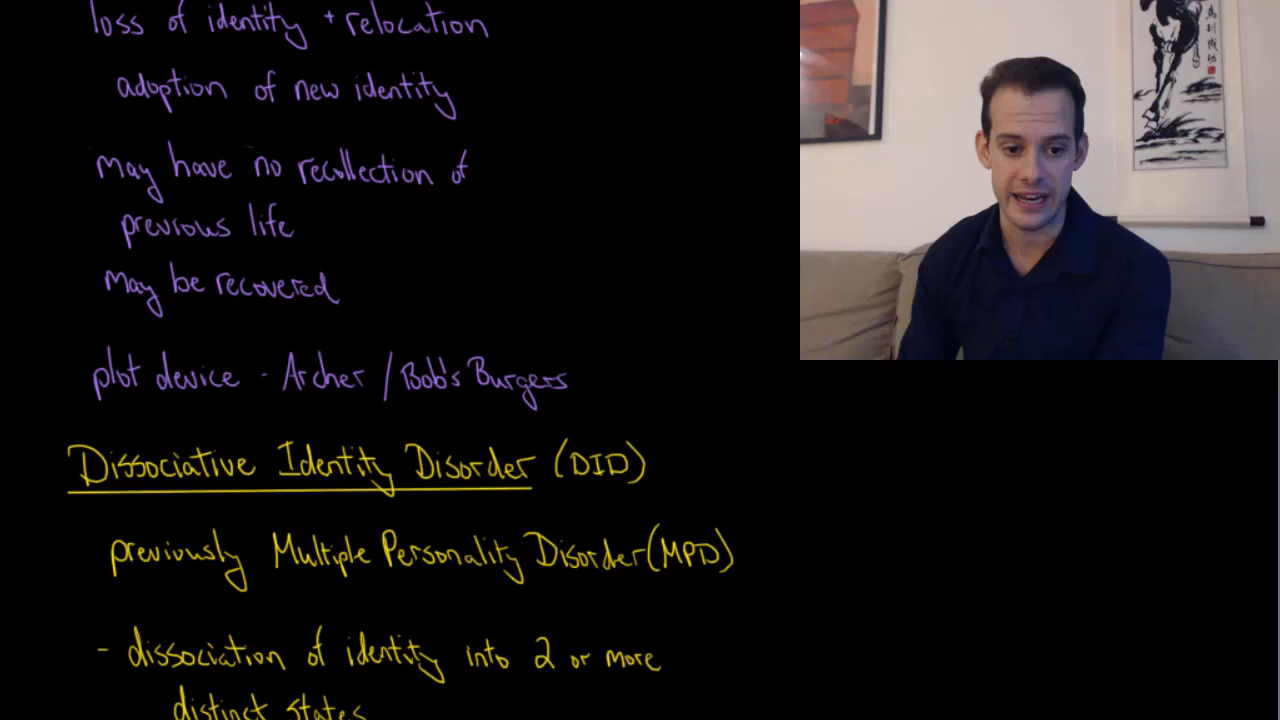 loss of identity + relocation
adoption of new identity
may have no recollection of
previous life
may be recovered
plot device - Archer / Bob's Burgers
Dissociative Identity Disorder (DID)
previously Multiple Personality Disorder (MPD)
- dissociation of identity into 2 or more
distinct states